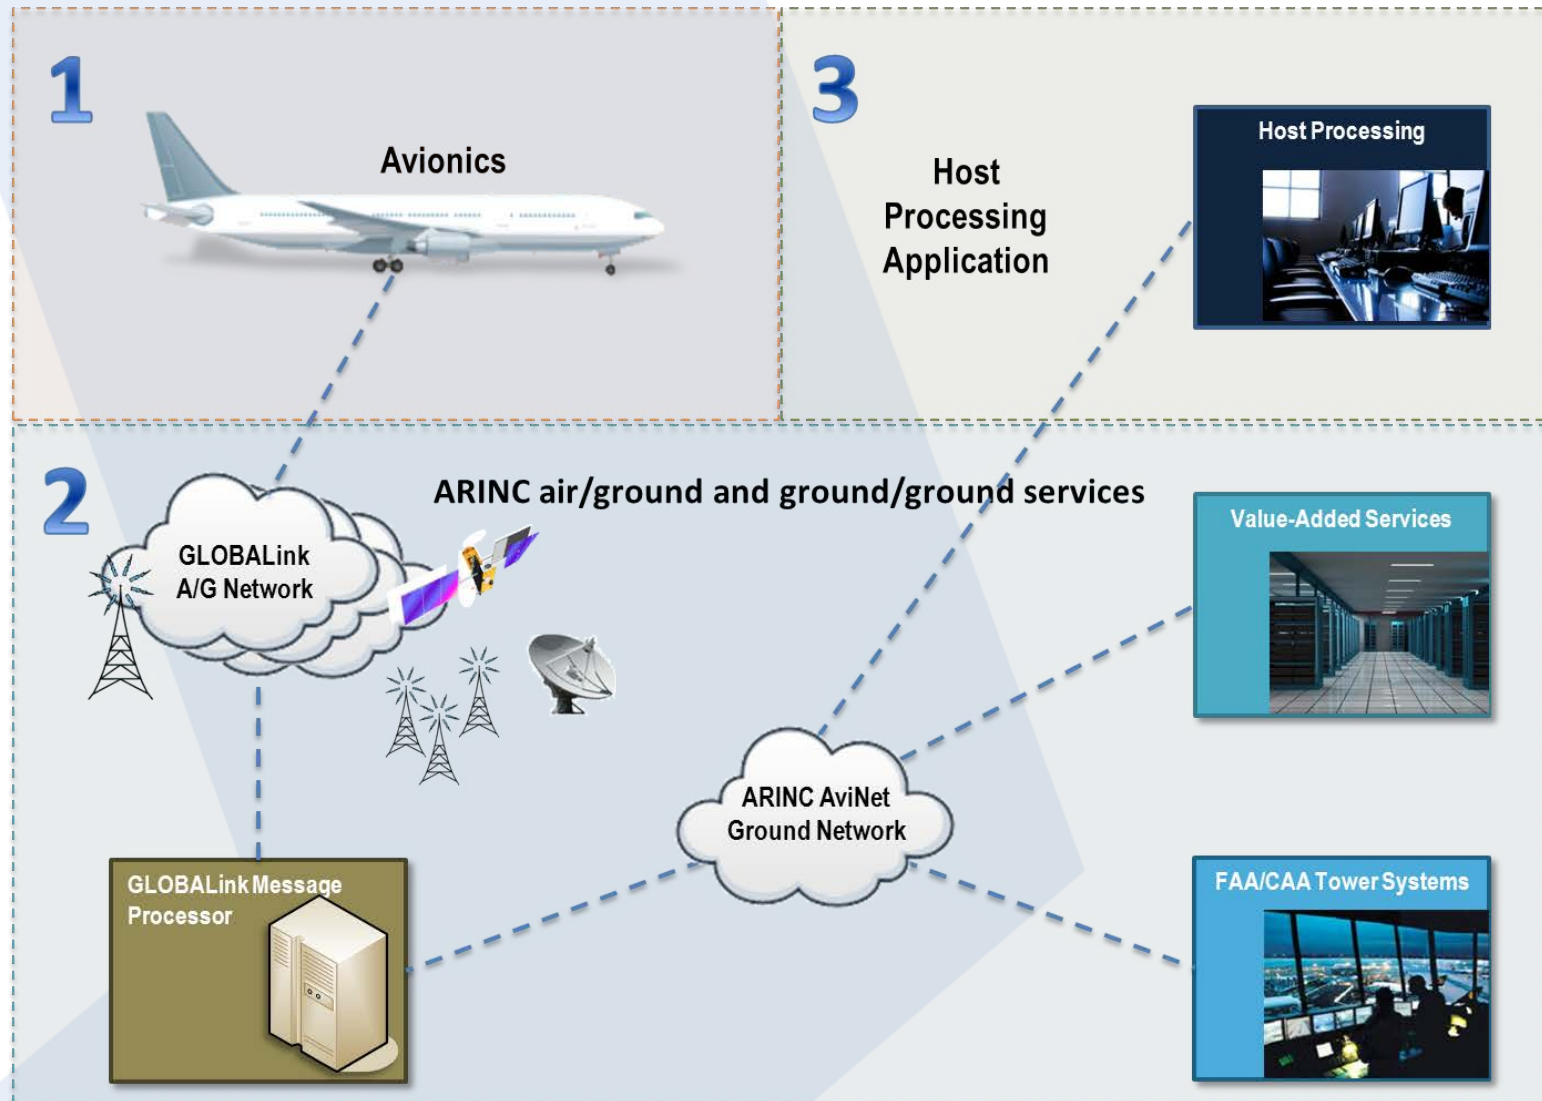 1
Avionics
3
Host
Processing
Application
Host Processing
2
ARINC air/ground and ground/ground services
GLOBALink
A/G Network
Value-Added Services
ARINC AviNet
Ground Network
GLOBALink Message
Processor
FAA/CAA Tower Systems